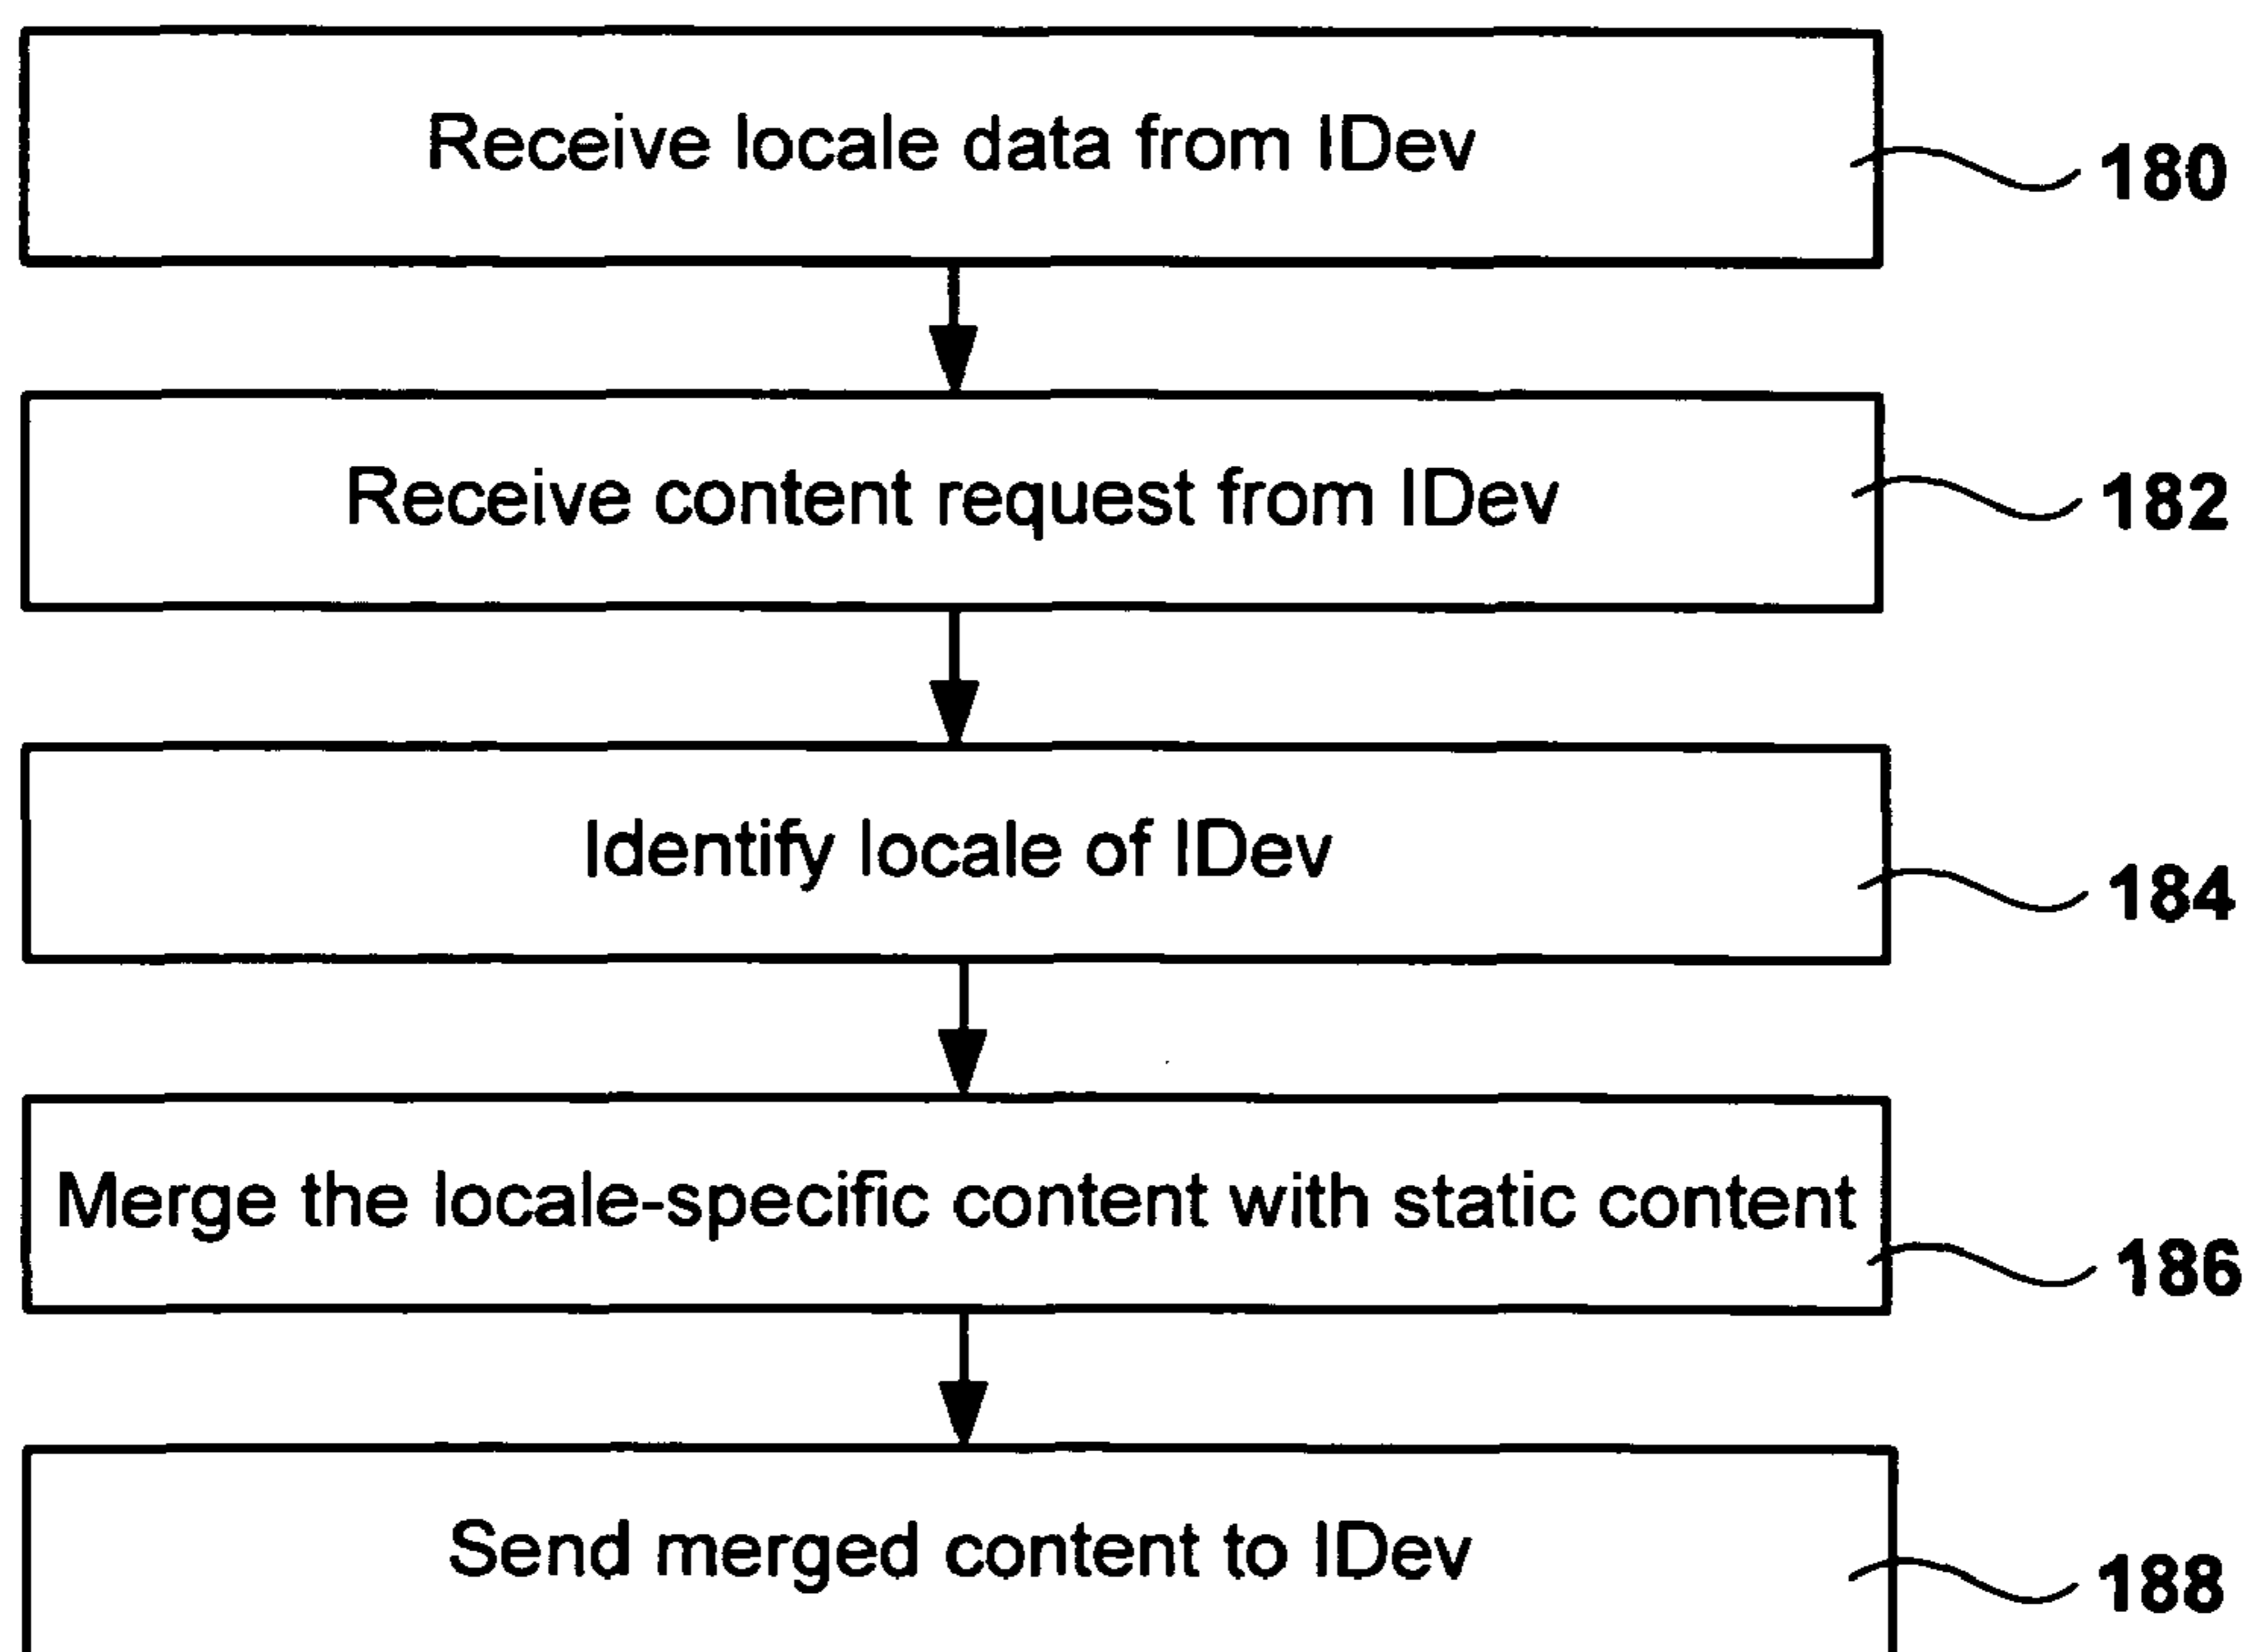 Receive locale data from IDev
180
Receive content request from IDev
182
Identify locale of IDev
184
Merge the locale-specific content with static content
186
Send merged content to IDev
188